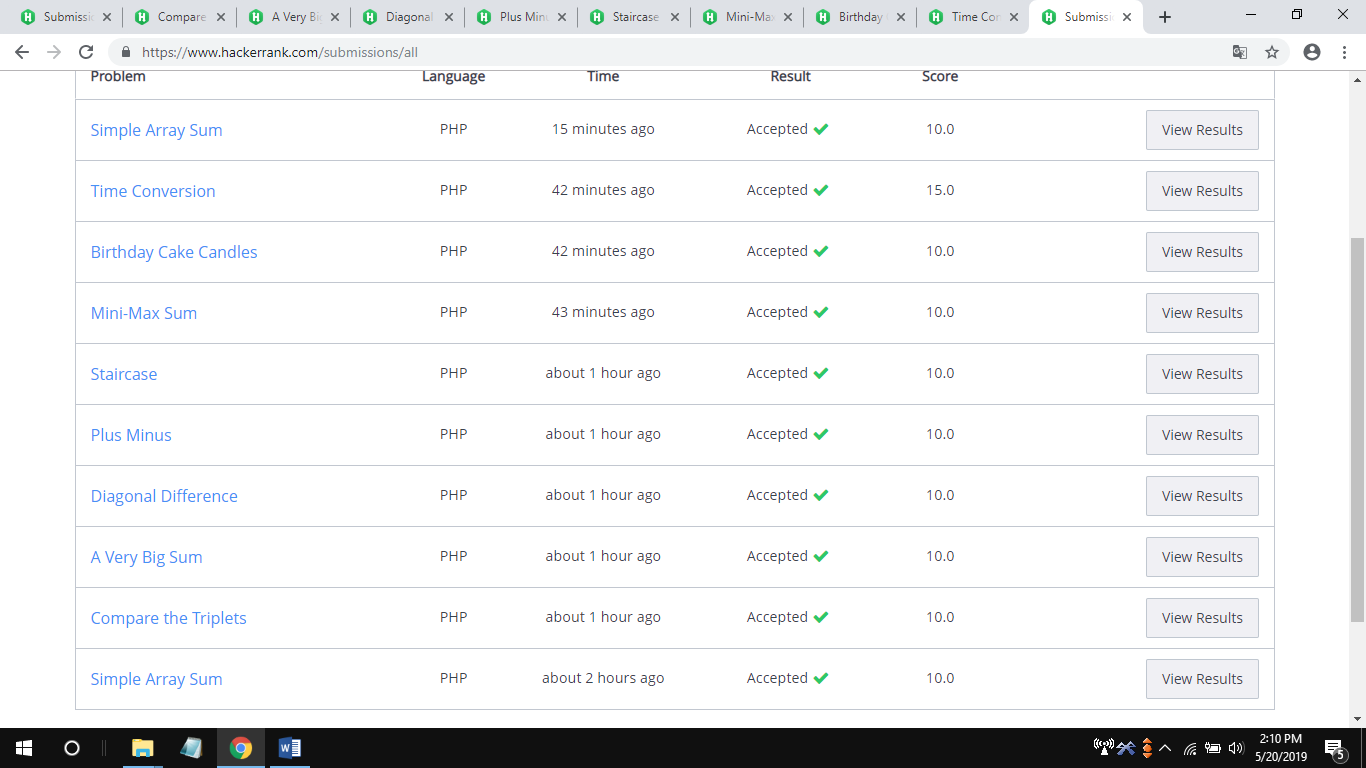 Submissi
Compare
A Very Bi
Diagonal
Plus Minu
Staircase
Mini-Max
Birthday
Time Con
Submissi
https://www.hackerrank.com/submissions/all
Problem Language Time Result Score
Simple Array Sum PHP 15 minutes ago Accepted 10.0 View Results
Time Conversion PHP 42 minutes ago Accepted 15.0 View Results
Birthday Cake Candles PHP 42 minutes ago Accepted 10.0 View Results
Mini-Max Sum PHP 43 minutes ago Accepted 10.0 View Results
Staircase PHP about 1 hour ago Accepted 10.0 View Results
Plus Minus PHP about 1 hour ago Accepted 10.0 View Results
Diagonal Difference PHP about 1 hour ago Accepted 10.0 View Results
A Very Big Sum PHP about 1 hour ago Accepted 10.0 View Results
Compare the Triplets PHP about 1 hour ago Accepted 10.0 View Results
Simple Array Sum PHP about 2 hours ago Accepted 10.0 View Results
2:10 PM
5/20/2019
5